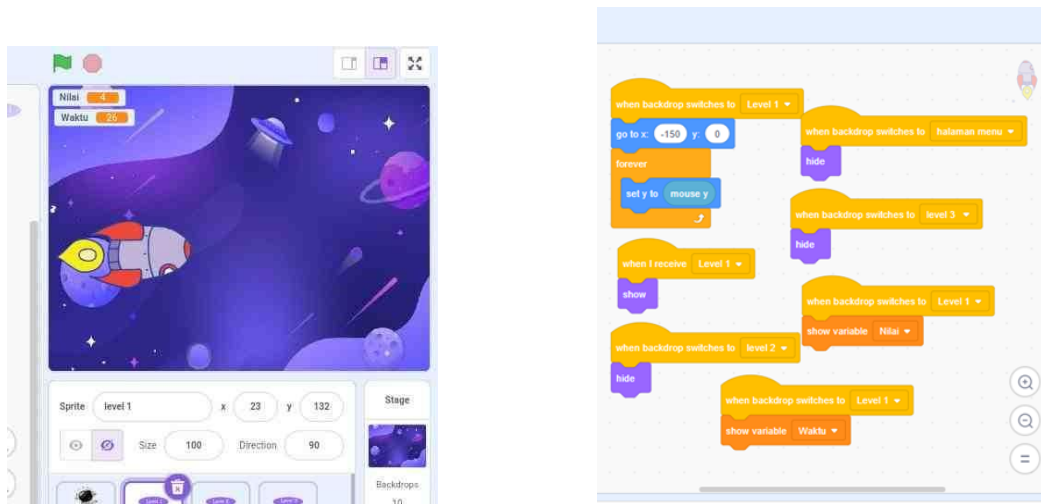 Nilai 4
Waktu 26
Sprite level 1 x 23 y 132
Size 100 Direction 90
Stage
Backdrops
10
when backdrop switches to Level 1
go to x: -150 y: 0
forever
set y to mouse y
when backdrop switches to halaman menu
hide
when backdrop switches to level 3
hide
when I receive Level 1
show
when backdrop switches to Level 1
show variable Nilai
when backdrop switches to level 2
hide
when backdrop switches to Level 1
show variable Waktu